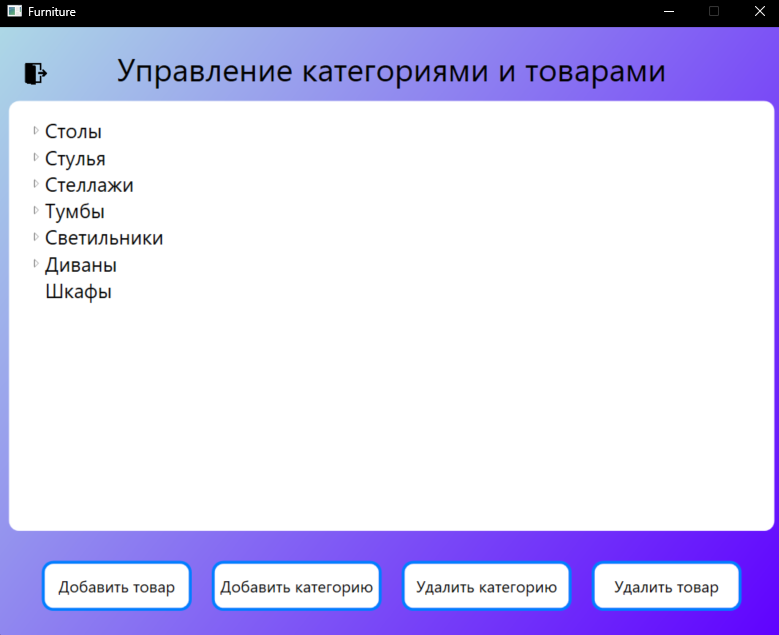 Furniture
Управление категориями и товарами
Столы
Стулья
Стеллажи
Тумбы
Светильники
Диваны
Шкафы
Добавить товар
Добавить категорию
Удалить категорию
Удалить товар